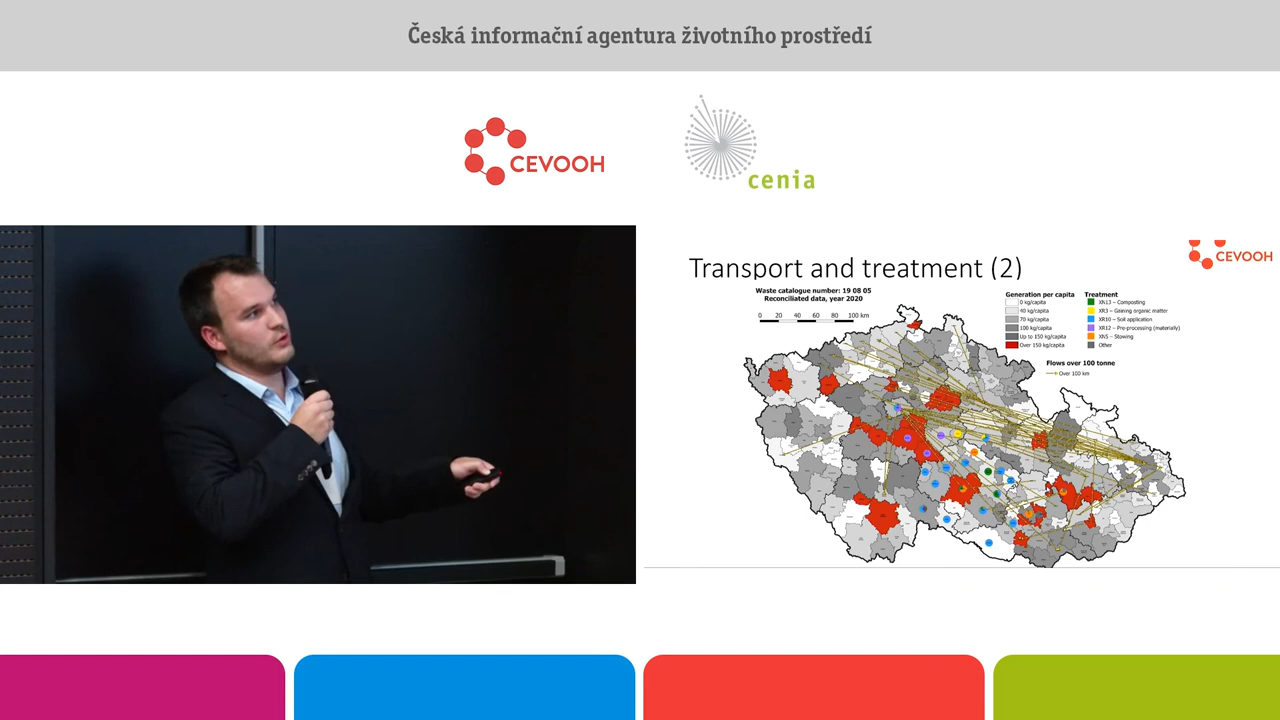 Česká informační agentura životního prostředí
CEVOOH
cenia
CEVOOH
Transport and treatment (2)
Waste catalogue number: 19 08 05
Reconciliated data, year 2020
0 20 40 60 80 100 km
Generation per capita
0 kg/capita
40 kg/capita
70 kg/capita
100 kg/capita
Up to 150 kg/capita
Over 150 kg/capita
Treatment
XN13 – Composting
XR3 – Gaining organic matter
XR10 – Soil application
XR12 – Pre-processing (materially)
XN5 – Stowing
Other
Flows over 100 tonne
Over 100 km